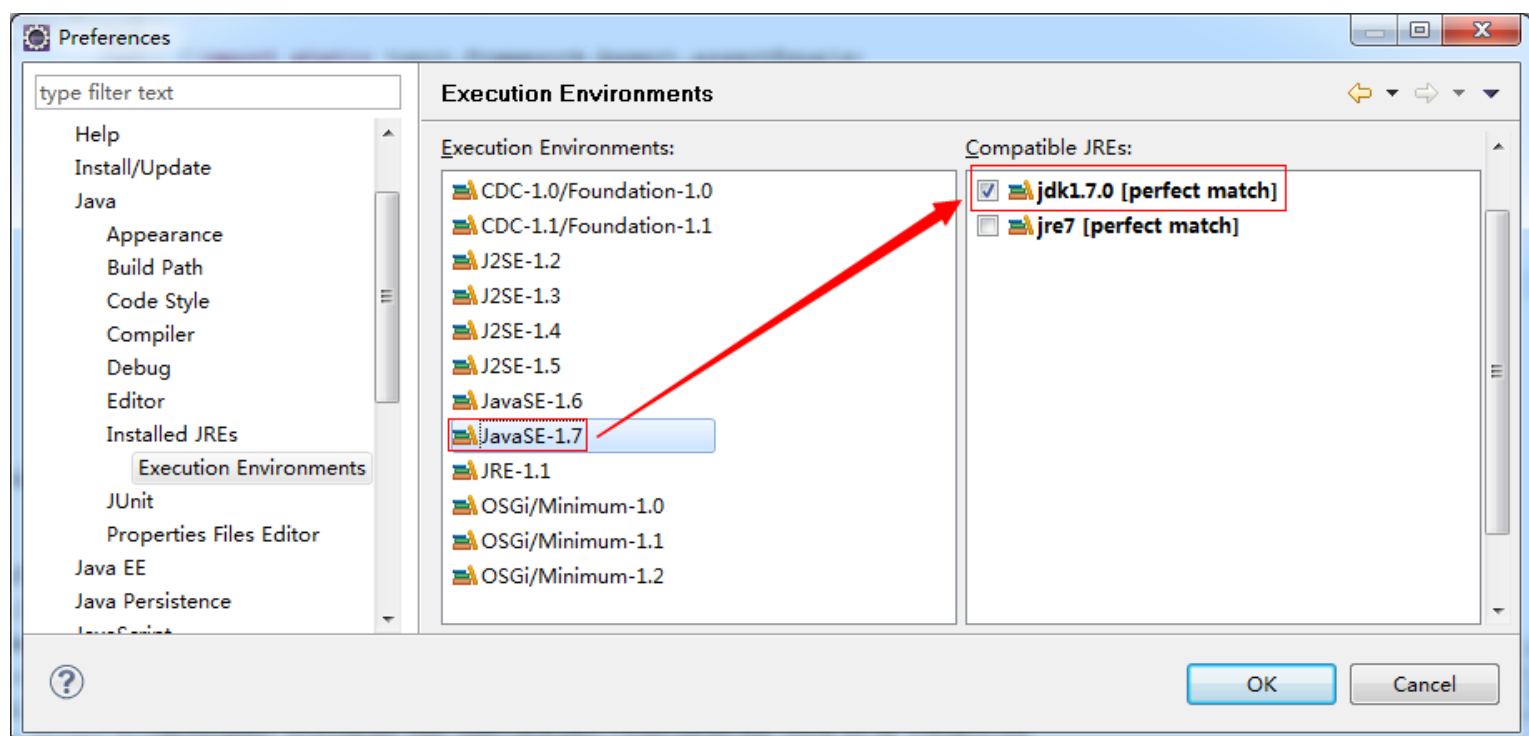 Preferences
type filter text
Help
Install/Update
Java
Appearance
Build Path
Code Style
Compiler
Debug
Editor
Installed JREs
Execution Environments
JUnit
Properties Files Editor
Java EE
Java Persistence
JavaScript
Execution Environments
Execution Environments:
CDC-1.0/Foundation-1.0
CDC-1.1/Foundation-1.1
J2SE-1.2
J2SE-1.3
J2SE-1.4
J2SE-1.5
JavaSE-1.6
JavaSE-1.7
JRE-1.1
OSGi/Minimum-1.0
OSGi/Minimum-1.1
OSGi/Minimum-1.2
Compatible JREs:
jdk1.7.0 [perfect match]
jre7 [perfect match]
OK
Cancel